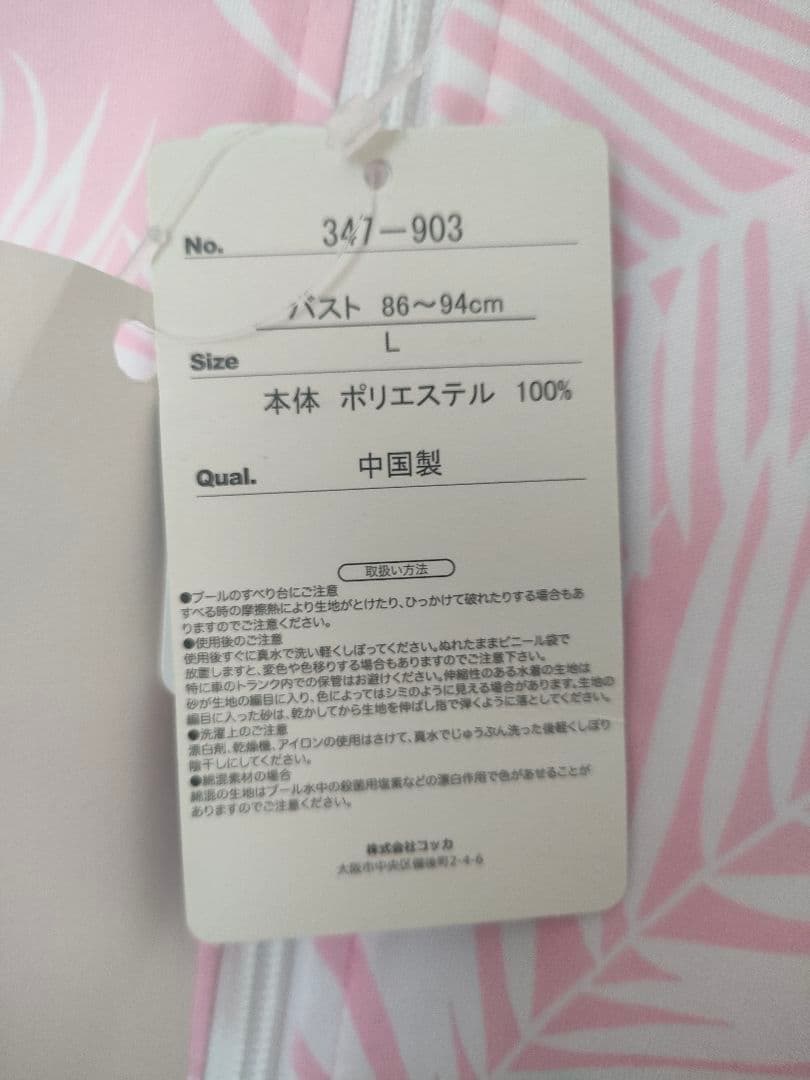 No. 347-903
バスト 86～94cm
Size L
本体 ポリエステル 100%
Qual. 中国製
取扱い方法
●プールのすべり台にご注意
すべる時の摩擦熱により生地がとけたり、ひっかけて破れたりする場合もあ
りますのでご注意ください。
●使用後のご注意
使用後すぐに真水で洗い軽くしぼってください。ぬれたままビニール袋で
放置しますと、変色や色移りする場合もありますのでご注意下さい。
特に車のトランク内での保管はお避けください。伸縮性のある水着の生地は
砂が生地の編目に入り、色によってはシミのように見える場合があります。生地の
編目に入った砂は、乾かしてから生地を伸ばし指で弾くように落としてください。
●洗濯上のご注意
漂白剤、乾燥機、アイロンの使用はさけて、真水でじゅうぶん洗った後軽くしぼり
陰干しにしてください。
●綿混素材の場合
綿混の生地はプール水中の殺菌用塩素などの漂白作用で色があせることが
ありますのでご注意ください。
株式会社コッカ
大阪市中央区備後町2-4-6